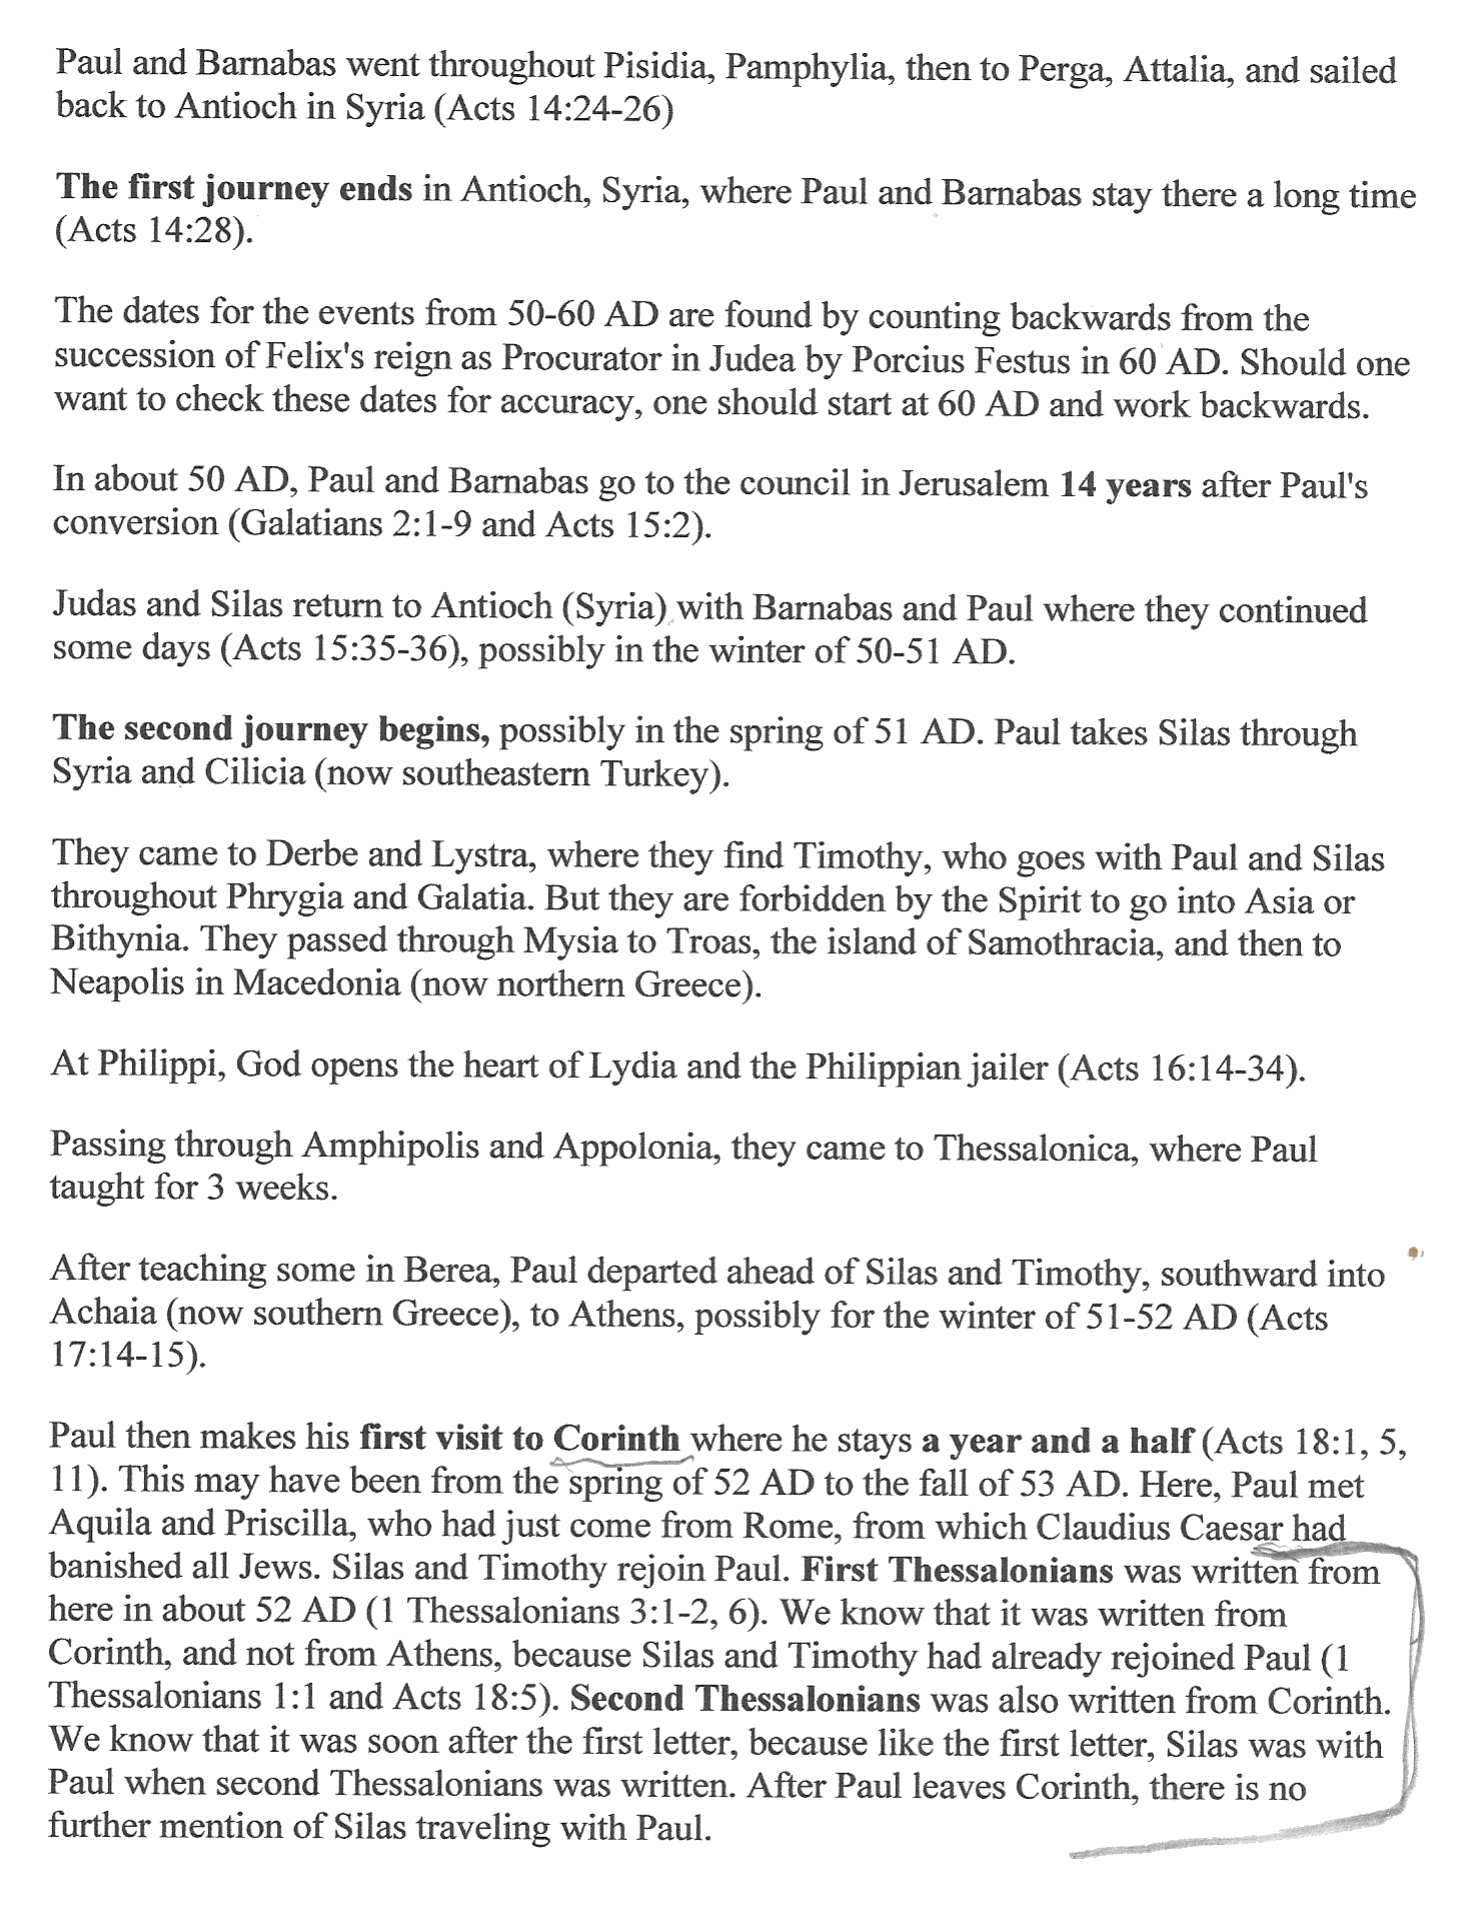 Paul and Barnabas went throughout Pisidia, Pamphylia, then to Perga, Attalia, and sailed
back to Antioch in Syria (Acts 14:24-26)
The first journey ends in Antioch, Syria, where Paul and Barnabas stay there a long time
(Acts 14:28).
The dates for the events from 50-60 AD are found by counting backwards from the
succession of Felix's reign as Procurator in Judea by Porcius Festus in 60 AD. Should one
want to check these dates for accuracy, one should start at 60 AD and work backwards.
In about 50 AD, Paul and Barnabas go to the council in Jerusalem 14 years after Paul's
conversion (Galatians 2:1-9 and Acts 15:2).
Judas and Silas return to Antioch (Syria) with Barnabas and Paul where they continued
some days (Acts 15:35-36), possibly in the winter of 50-51 AD.
The second journey begins, possibly in the spring of 51 AD. Paul takes Silas through
Syria and Cilicia (now southeastern Turkey).
They came to Derbe and Lystra, where they find Timothy, who goes with Paul and Silas
throughout Phrygia and Galatia. But they are forbidden by the Spirit to go into Asia or
Bithynia. They passed through Mysia to Troas, the island of Samothracia, and then to
Neapolis in Macedonia (now northern Greece).
At Philippi, God opens the heart of Lydia and the Philippian jailer (Acts 16:14-34).
Passing through Amphipolis and Appolonia, they came to Thessalonica, where Paul
taught for 3 weeks.
After teaching some in Berea, Paul departed ahead of Silas and Timothy, southward into
Achaia (now southern Greece), to Athens, possibly for the winter of 51-52 AD (Acts
17:14-15).
Paul then makes his first visit to Corinth where he stays a year and a half (Acts 18:1, 5,
11). This may have been from the spring of 52 AD to the fall of 53 AD. Here, Paul met
Aquila and Priscilla, who had just come from Rome, from which Claudius Caesar had
banished all Jews. Silas and Timothy rejoin Paul. First Thessalonians was written from
here in about 52 AD (1 Thessalonians 3:1-2, 6). We know that it was written from
Corinth, and not from Athens, because Silas and Timothy had already rejoined Paul (1
Thessalonians 1:1 and Acts 18:5). Second Thessalonians was also written from Corinth.
We know that it was soon after the first letter, because like the first letter, Silas was with
Paul when second Thessalonians was written. After Paul leaves Corinth, there is no
further mention of Silas traveling with Paul.